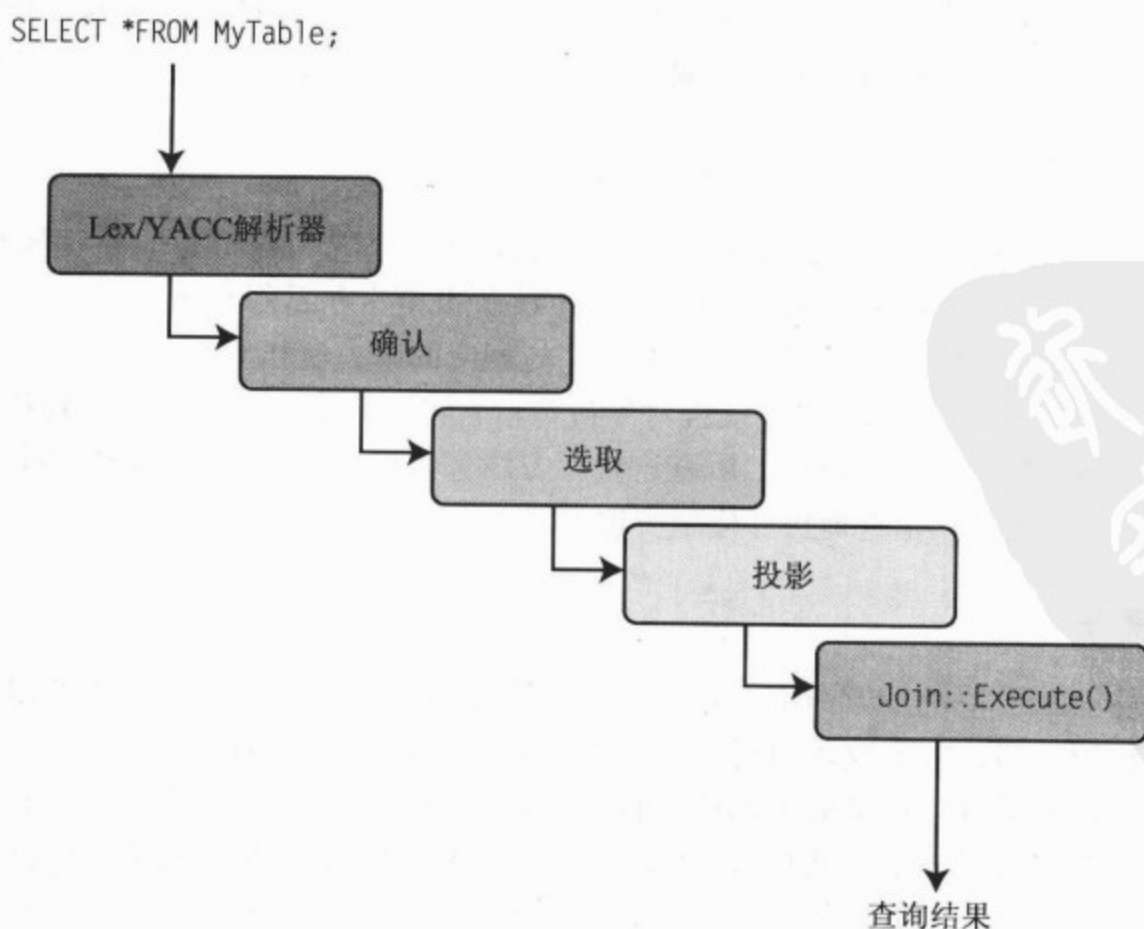 SELECT *FROM MyTable;
Lex/YACC解析器
确认
选取
投影
Join::Execute()
查询结果